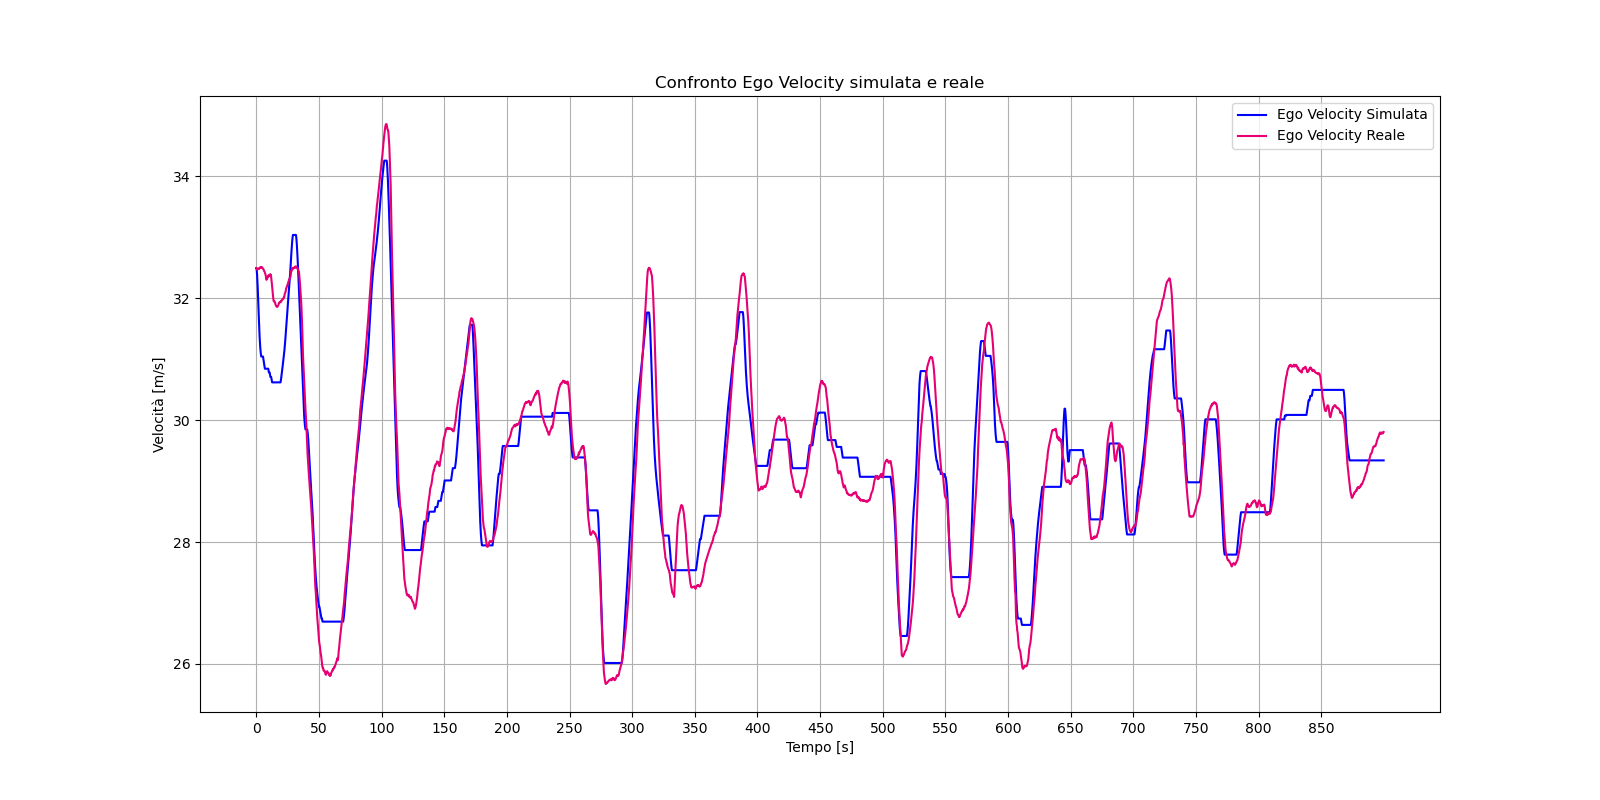 Confronto Ego Velocity simulata e reale
Ego Velocity Simulata
Ego Velocity Reale
Velocità [m/s]
34
32
30
28
26
0 50 100 150 200 250 300 350 400 450 500 550 600 650 700 750 800 850
Tempo [s]